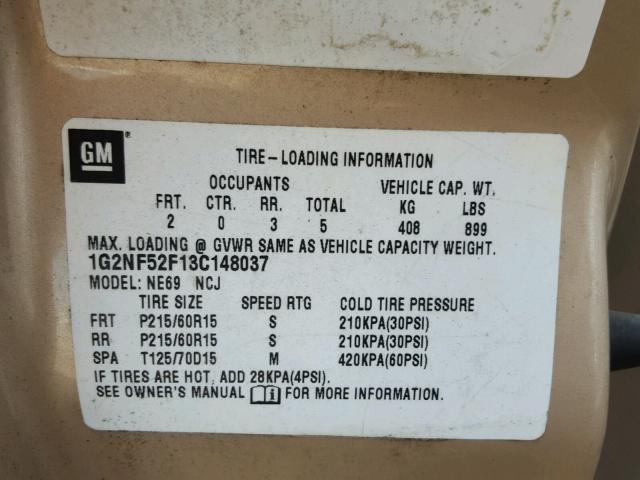 GM
TIRE-LOADING INFORMATION
OCCUPANTS VEHICLE CAP. WT.
FRT. CTR. RR. TOTAL KG LBS
2 0 3 5 408 899
MAX. LOADING @ GVWR SAME AS VEHICLE CAPACITY WEIGHT.
1G2NF52F13C148037
MODEL: NE69 NCJ
TIRE SIZE SPEED RTG COLD TIRE PRESSURE
FRT P215/60R15 S 210KPA(30PSI)
RR P215/60R15 S 210KPA(30PSI)
SPA T125/70D15 M 420KPA(60PSI)
IF TIRES ARE HOT, ADD 28KPA(4PSI).
SEE OWNER'S MANUAL FOR MORE INFORMATION.